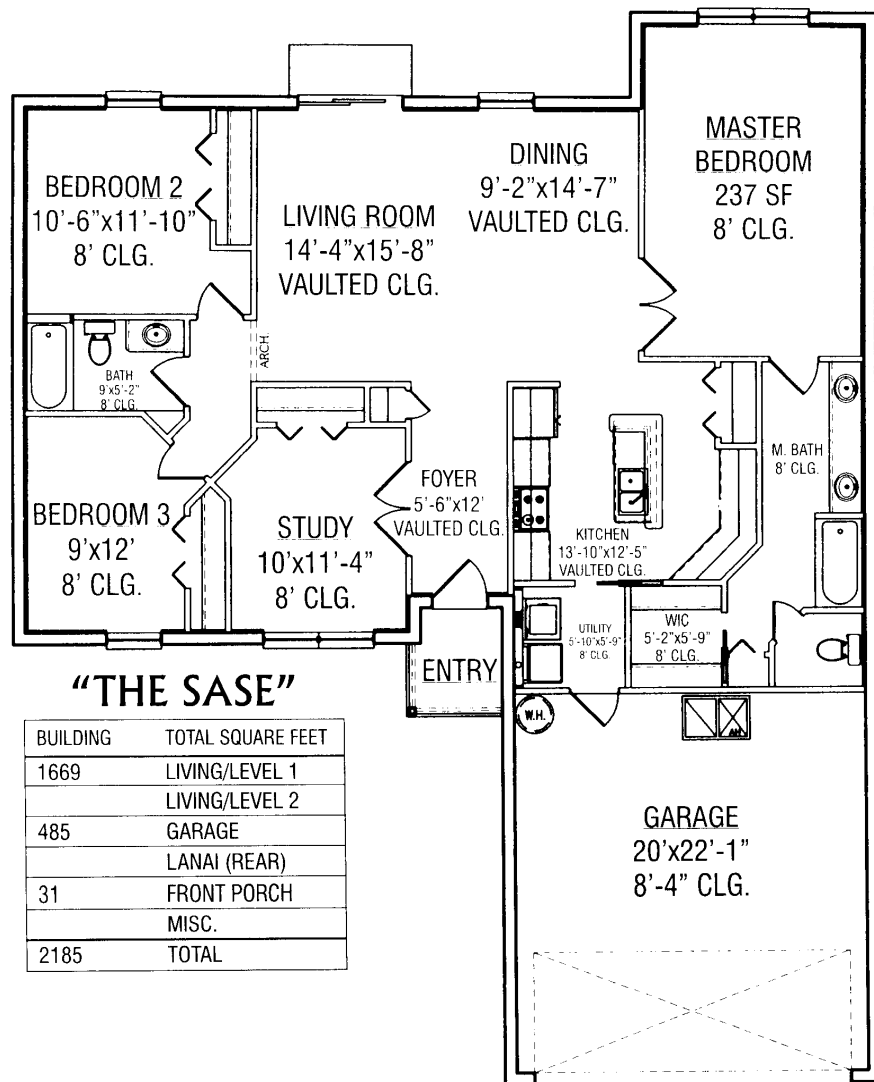 MASTER
BEDROOM
237 SF
8' CLG.
DINING
9'-2”x14'-7”
VAULTED CLG.
BEDROOM 2
10'-6”x11'-10”
8' CLG.
LIVING ROOM
14'-4”x15'-8”
VAULTED CLG.
ARCH.
BATH
9'x5'-2”
8' CLG.
M. BATH
8' CLG.
FOYER
5'-6”x12'
VAULTED CLG.
BEDROOM 3
9'x12'
8' CLG.
STUDY
10'x11'-4”
8' CLG.
KITCHEN
13'-10”x12'-5”
VAULTED CLG.
UTILITY
5'-10”x5'-9”
8' CLG.
WIC
5'-2”x5'-9”
8' CLG.
ENTRY
W.H.
AH
“THE SASE”
BUILDING TOTAL SQUARE FEET
1669 LIVING/LEVEL 1
LIVING/LEVEL 2
485 GARAGE
LANAI (REAR)
31 FRONT PORCH
MISC.
2185 TOTAL
GARAGE
20'x22'-1”
8'-4” CLG.